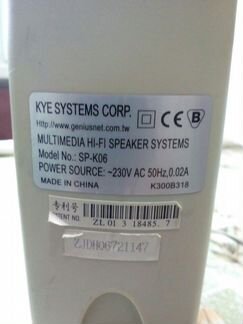 KYE SYSTEMS CORP.
http://www.geniusnet.com.tw
CE B
MULTIMEDIA HI-FI SPEAKER SYSTEMS
Model No.: SP-K06
POWER SOURCE: ~230V AC 50Hz, 0.02A
MADE IN CHINA K300B318
专利号
PATENT NO. ZL 01 3 18485. 7
ZJDH06721147